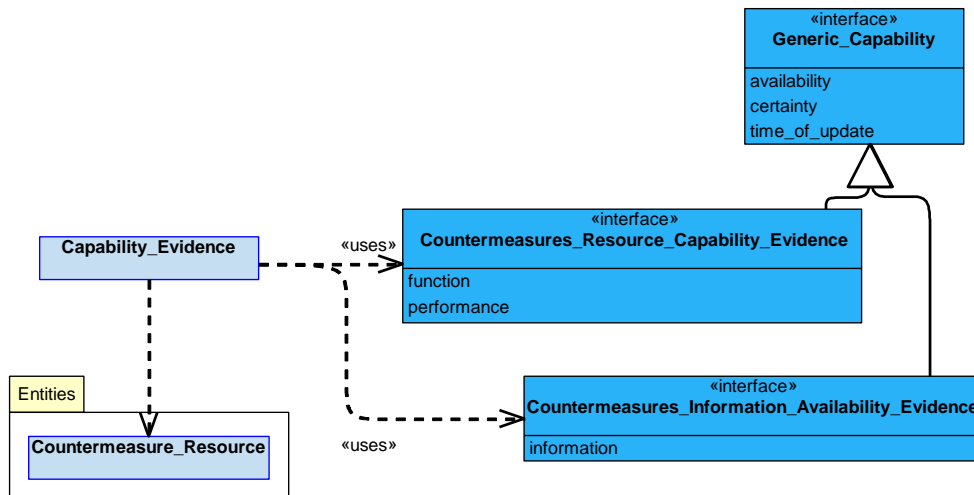 «interface»
Generic_Capability
availability
certainty
time_of_update
«interface»
Countermeasures_Resource_Capability_Evidence
function
performance
Capability_Evidence
«uses»
«interface»
Countermeasures_Information_Availability_Evidence
information
«uses»
Entities
Countermeasure_Resource